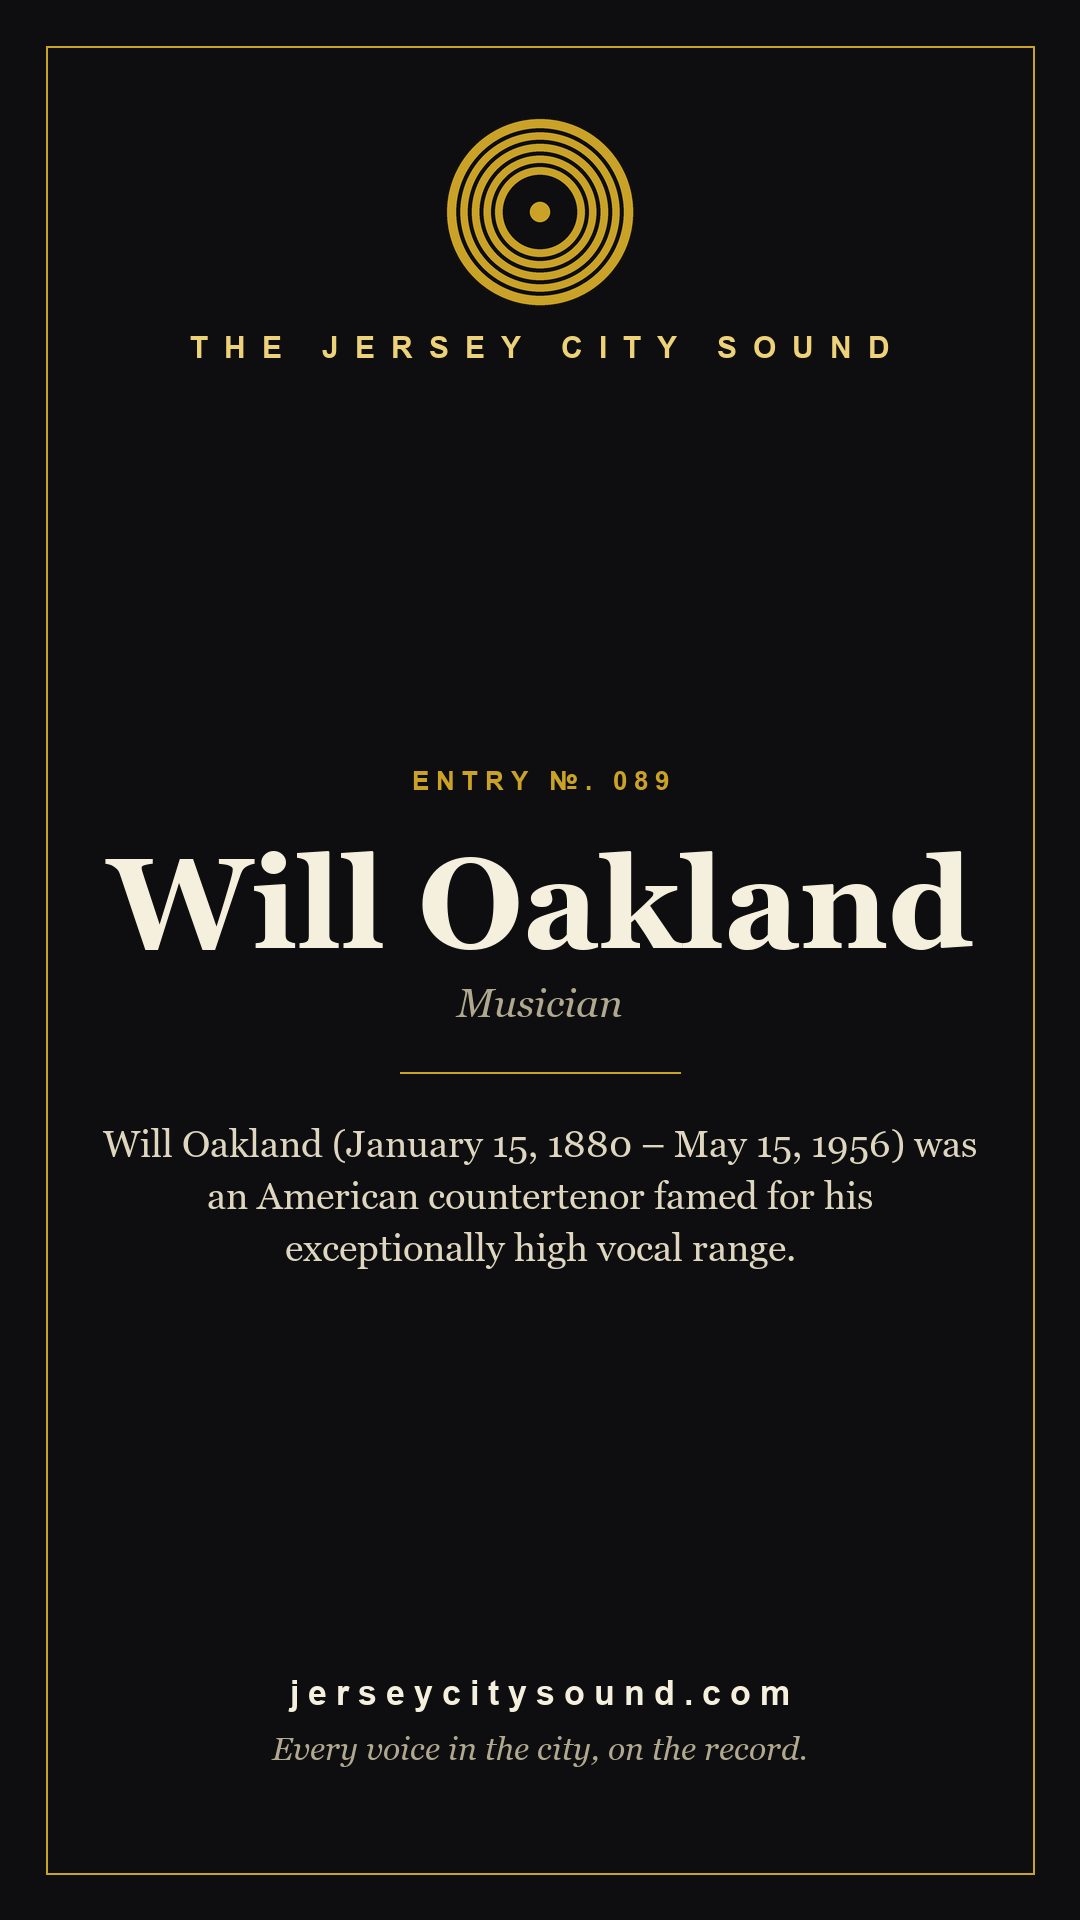 THE JERSEY CITY SOUND
ENTRY №. 089
Will Oakland
Musician
Will Oakland (January 15, 1880 – May 15, 1956) was
an American countertenor famed for his
exceptionally high vocal range.
jerseycitysound.com
Every voice in the city, on the record.